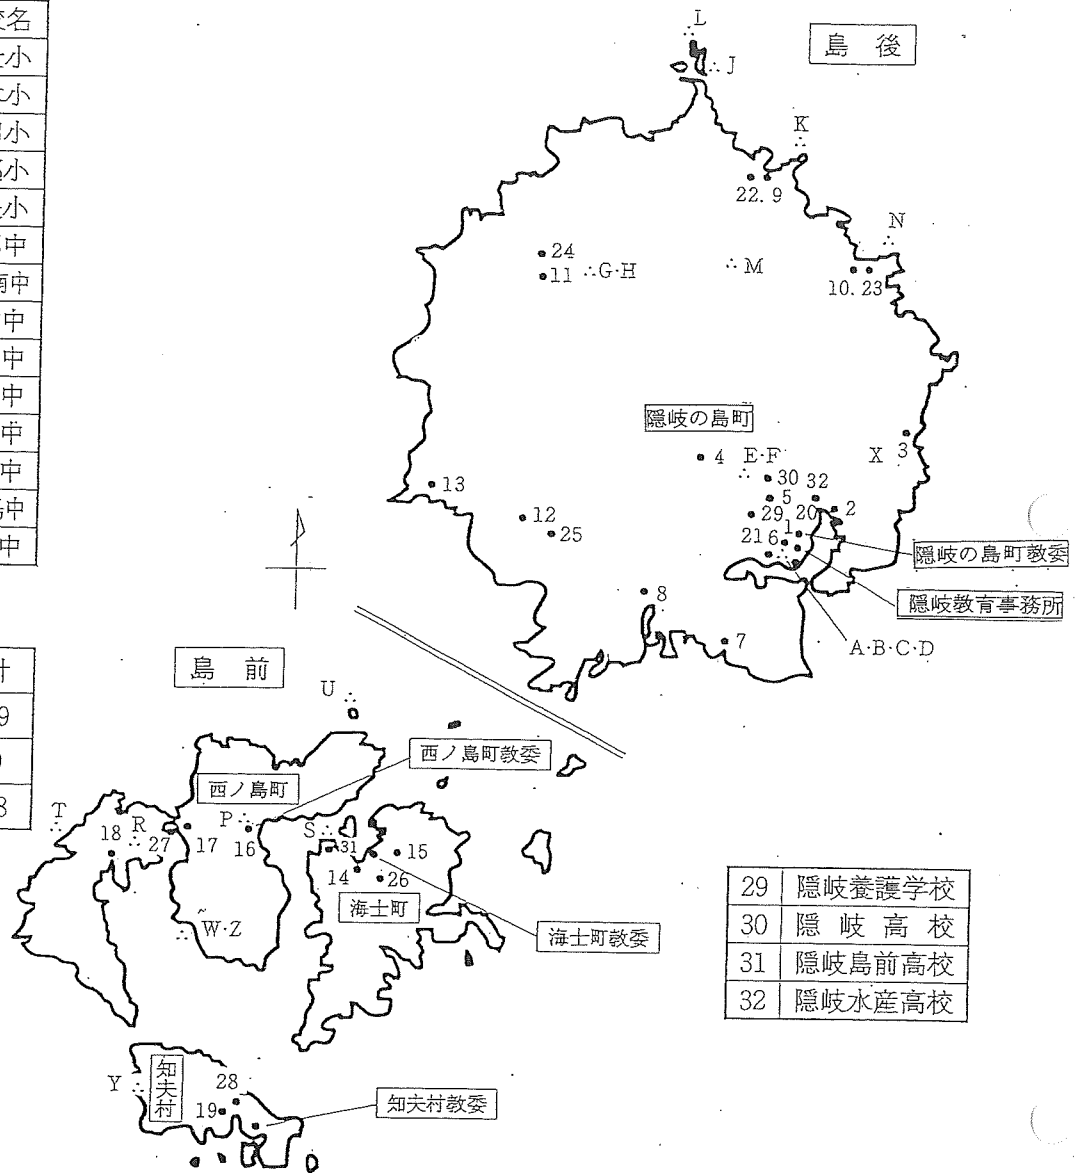 校名
小
小
小
小
小
中
南中
中
中
中
中
中
中
中
計
9
島後
L
J
K
22. 9
N
24
11
G·H
M
10. 23
隠岐の島町
4
E·F
X
3
30
32
13
5
12
29
20
2
25
21
6
1
隠岐の島町教委
隠岐教育事務所
8
7
A·B·C·D
島前
U
西ノ島町教委
西ノ島町
T
R
P
S
18
27
17
16
31
15
14
26
海士町
W·Z
海士町教委
29 隠岐養護学校
30 隠岐高校
31 隠岐島前高校
32 隠岐水産高校
Y
知夫村
28
19
知夫村教委